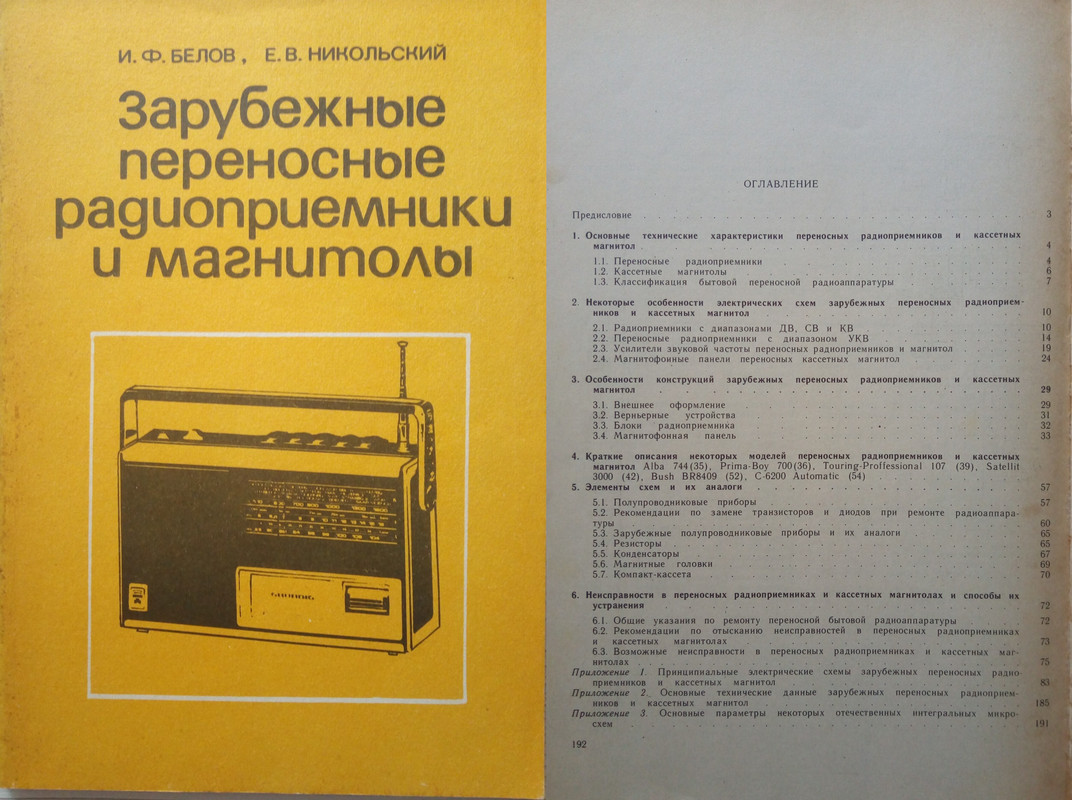 И. Ф. БЕЛОВ, Е. В. НИКОЛЬСКИЙ
Зарубежные
переносные
радиоприемники
и магнитолы
GRUNDIG
ОГЛАВЛЕНИЕ
Предисловие 3
1. Основные технические характеристики переносных радиоприемников и кассетных
магнитол 4
1.1. Переносные радиоприемники 4
1.2. Кассетные магнитолы 6
1.3. Классификация бытовой переносной радиоаппаратуры 7
2. Некоторые особенности электрических схем зарубежных переносных радиоприем-
ников и кассетных магнитол 10
2.1. Радиоприемники с диапазонами ДВ, СВ и КВ 10
2.2. Переносные радиоприемники с диапазоном УКВ 14
2.3. Усилители звуковой частоты переносных радиоприемников и магнитол 19
2.4. Магнитофонные панели переносных кассетных магнитол 24
3. Особенности конструкций зарубежных переносных радиоприемников и кассетных
магнитол 29
3.1. Внешнее оформление 29
3.2. Верньерные устройства 31
3.3. Блоки радиоприемника 32
3.4. Магнитофонная панель 33
4. Краткие описания некоторых моделей переносных радиоприемников и кассетных
магнитол Alba 744(35), Prima-Boy 700(36), Touring-Proffessional 107 (39), Satellit
3000 (42), Bush BR8409 (52), C-6200 Automatic (54)
5. Элементы схем и их аналоги 57
5.1. Полупроводниковые приборы 57
5.2. Рекомендации по замене транзисторов и диодов при ремонте радиоаппара-
туры 60
5.3. Зарубежные полупроводниковые приборы и их аналоги 65
5.4. Резисторы 65
5.5. Конденсаторы 67
5.6. Магнитные головки 69
5.7. Компакт-кассета 70
6. Неисправности в переносных радиоприемниках и кассетных магнитолах и способы их
устранения 72
6.1. Общие указания по ремонту переносной бытовой радиоаппаратуры 72
6.2. Рекомендации по отысканию неисправностей в переносных радиоприемниках
и кассетных магнитолах 73
6.3. Возможные неисправности в переносных радиоприемниках и кассетных маг-
нитолах 75
Приложение 1. Принципиальные электрические схемы зарубежных переносных радио
приемников и кассетных магнитол 83
Приложение 2. Основные технические данные зарубежных переносных радиоприем-
ников и кассетных магнитол 185
Приложение 3. Основные параметры некоторых отечественных интегральных микро-
схем 191
192